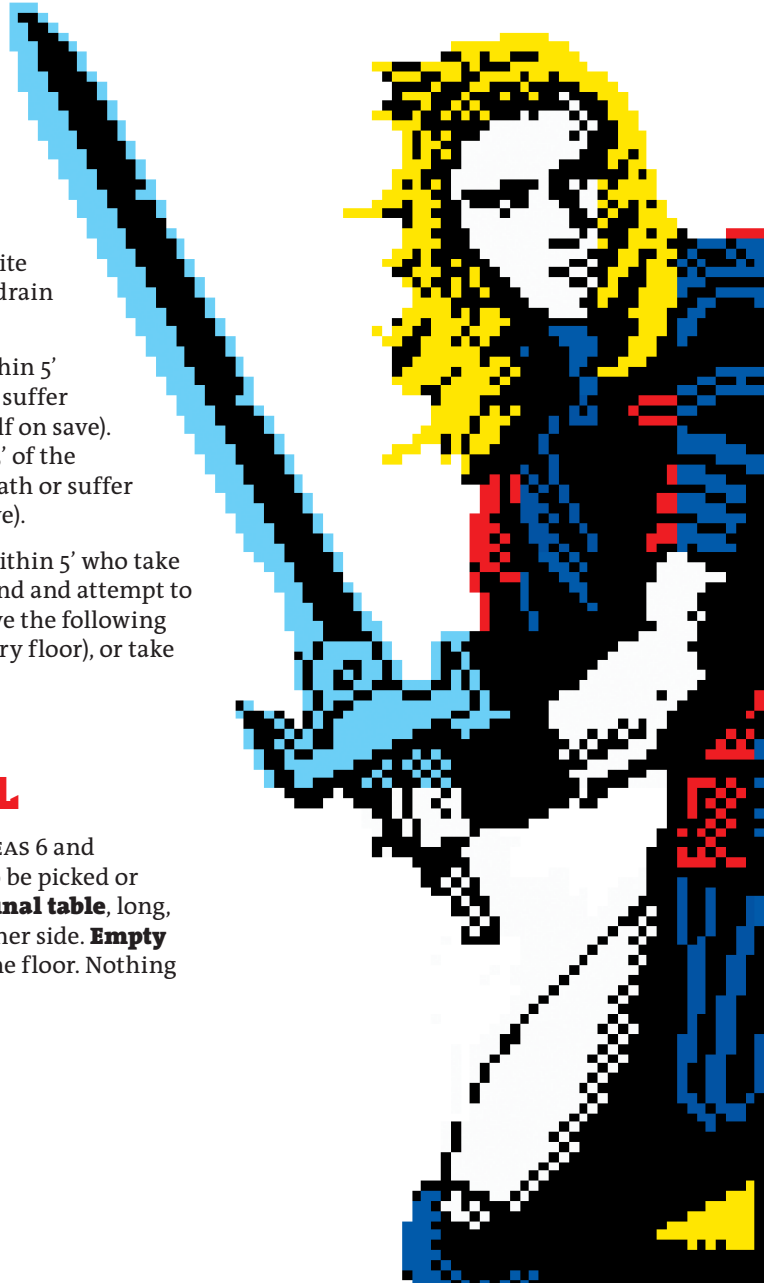 ite
drain
hin 5’
suffer
lf on save).
’ of the
ath or suffer
ve).
ithin 5’ who take
nd and attempt to
ve the following
ry floor), or take
L
EAS 6 and
be picked or
unal table, long,
her side. Empty
he floor. Nothing